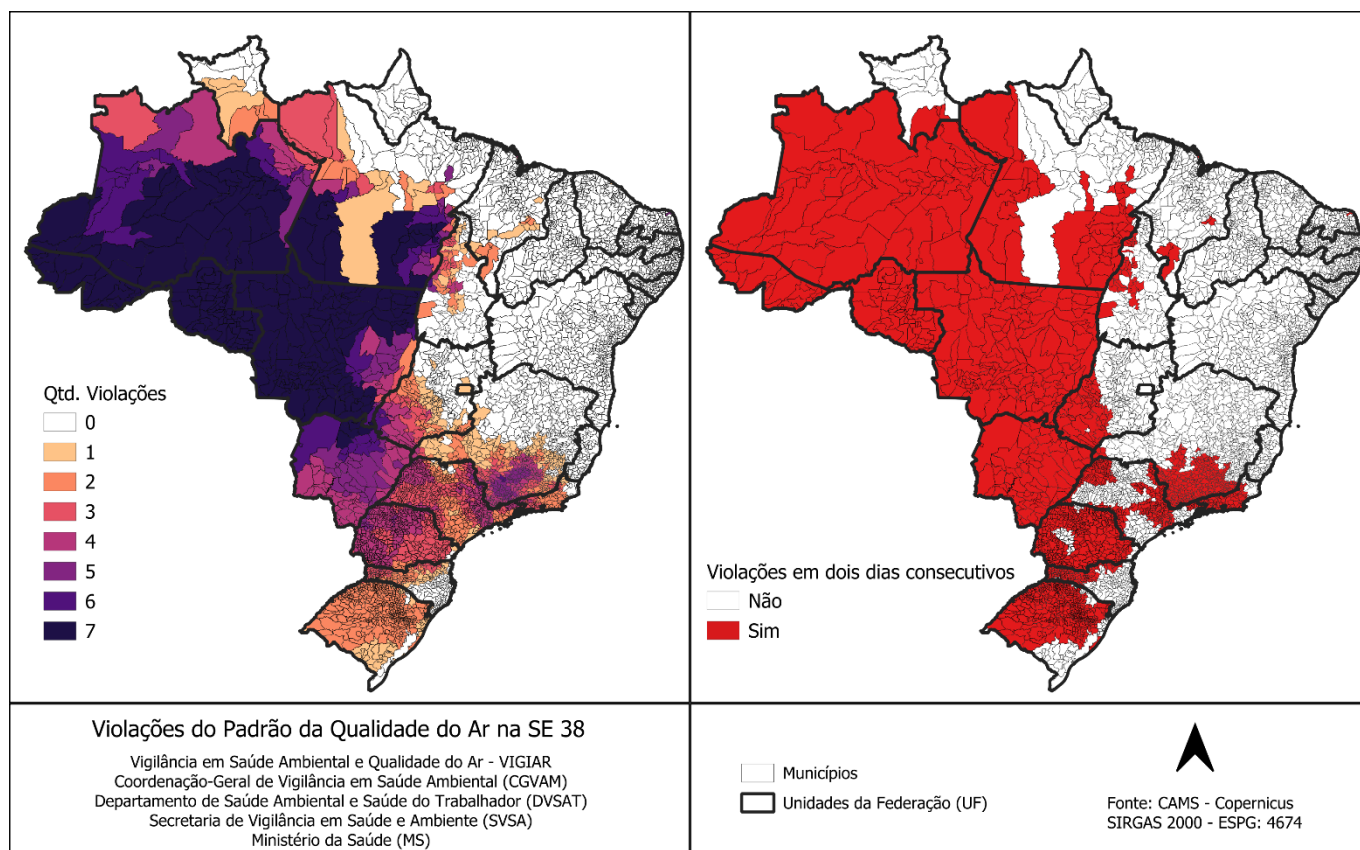 Qtd. Violações
0
1
2
3
4
5
6
7
Violações em dois dias consecutivos
Não
Sim
Violações do Padrão da Qualidade do Ar na SE 38
Vigilância em Saúde Ambiental e Qualidade do Ar - VIGIAR
Coordenação-Geral de Vigilância em Saúde Ambiental (CGVAM)
Departamento de Saúde Ambiental e Saúde do Trabalhador (DVSAT)
Secretaria de Vigilância em Saúde e Ambiente (SVSA)
Ministério da Saúde (MS)
Municípios
Unidades da Federação (UF)
Fonte: CAMS - Copernicus
SIRGAS 2000 - ESPG: 4674